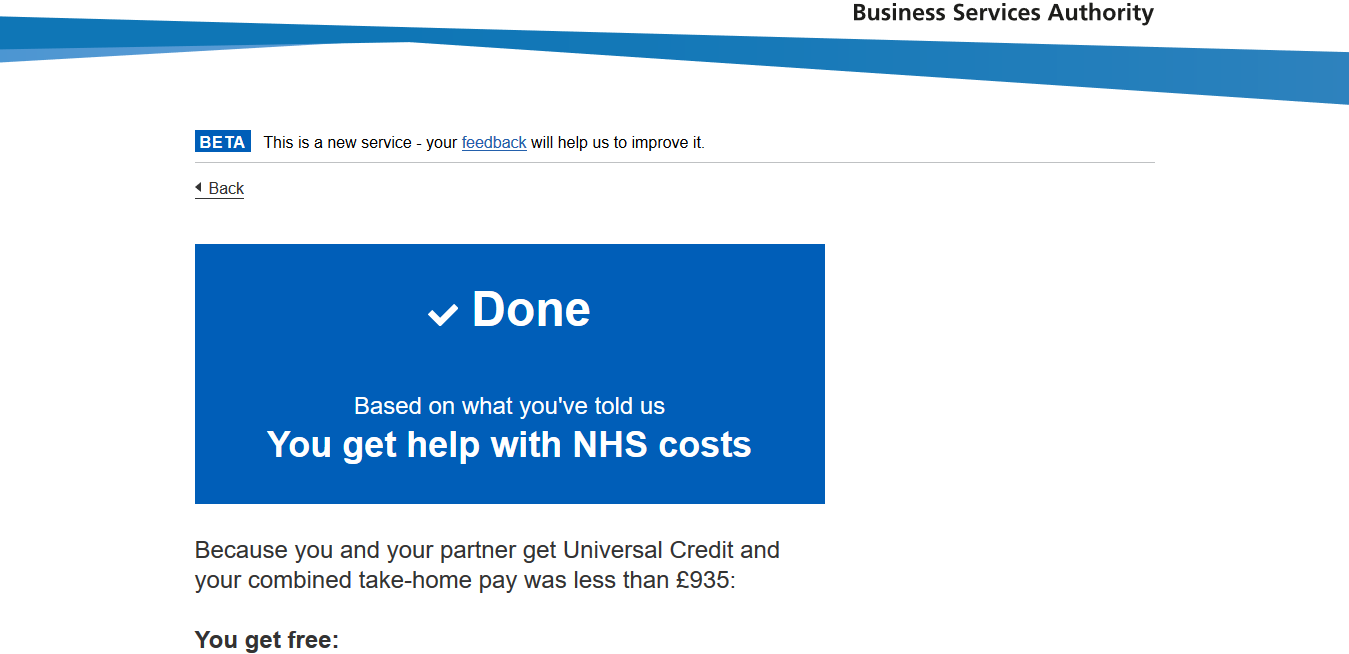 Business Services Authority
BETA This is a new service - your feedback will help us to improve it.
Back
Done
Based on what you've told us
You get help with NHS costs
Because you and your partner get Universal Credit and
your combined take-home pay was less than £935:
You get free: